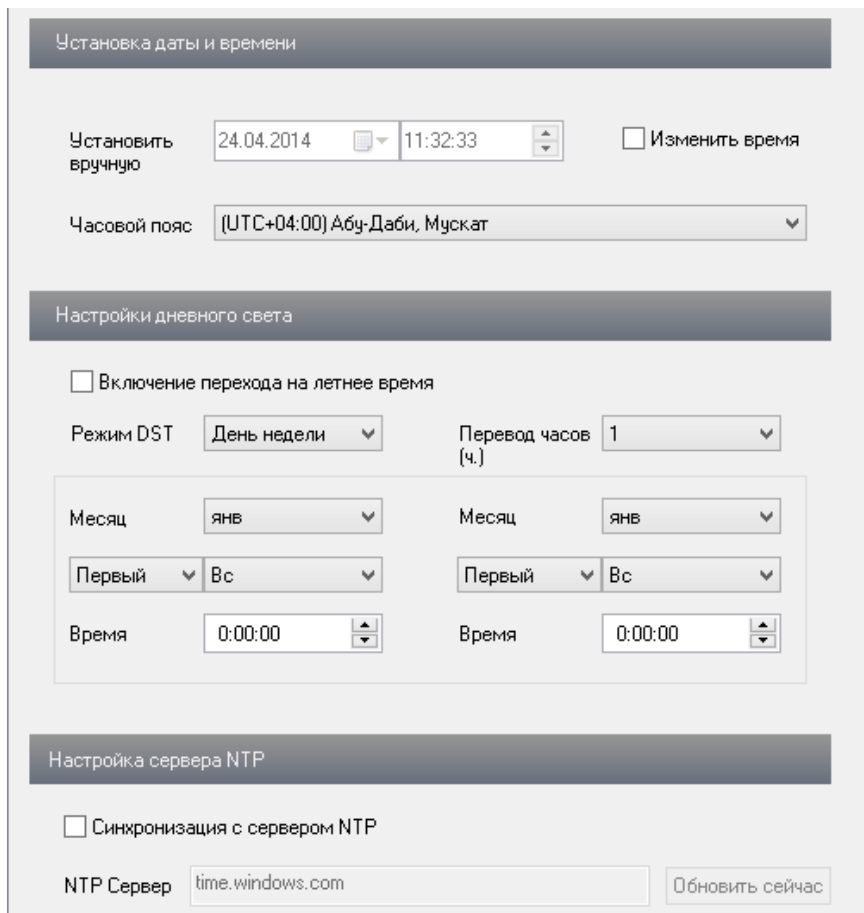 Установка даты и времени
Установить вручную 24.04.2014 11:32:33 Изменить время
Часовой пояс (UTC+04:00) Абу-Даби, Мускат
Настройки дневного света
Включение перехода на летнее время
Режим DST День недели Перевод часов (ч.) 1
Месяц янв Месяц янв
Первый Вс Первый Вс
Время 0:00:00 Время 0:00:00
Настройка сервера NTP
Синхронизация с сервером NTP
NTP Сервер time.windows.com Обновить сейчас